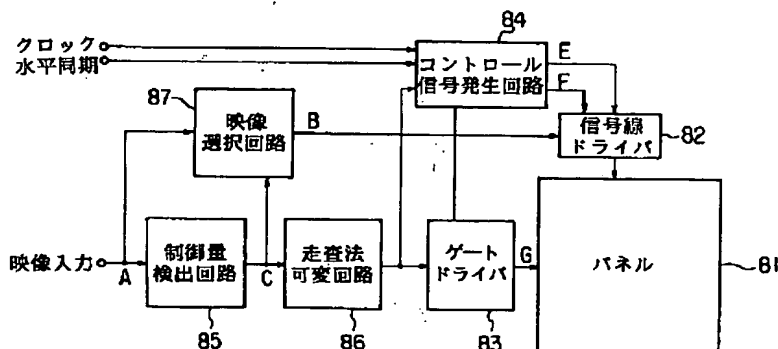 84
クロック
水平同期
コントロール
信号発生回路
E
F
87
映像
選択回路
B
信号線
ドライバ
82
映像入力
A
制御量
検出回路
C
走査法
可変回路
ゲート
ドライバ
G
パネル
81
85
86
83